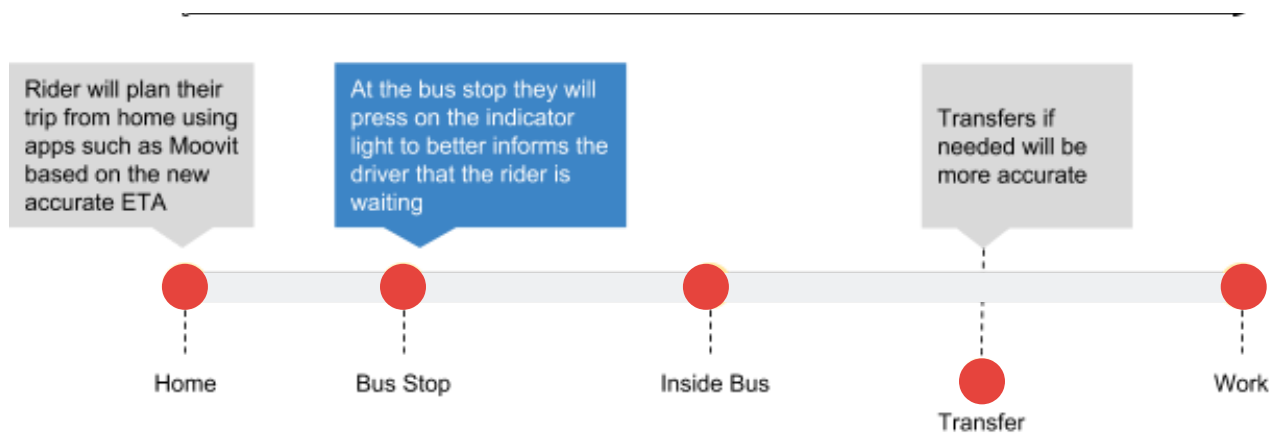 Rider will plan their
trip from home using
apps such as Moovit
based on the new
accurate ETA
At the bus stop they will
press on the indicator
light to better informs the
driver that the rider is
waiting
Transfers if
needed will be
more accurate
Home
Bus Stop
Inside Bus
Transfer
Work